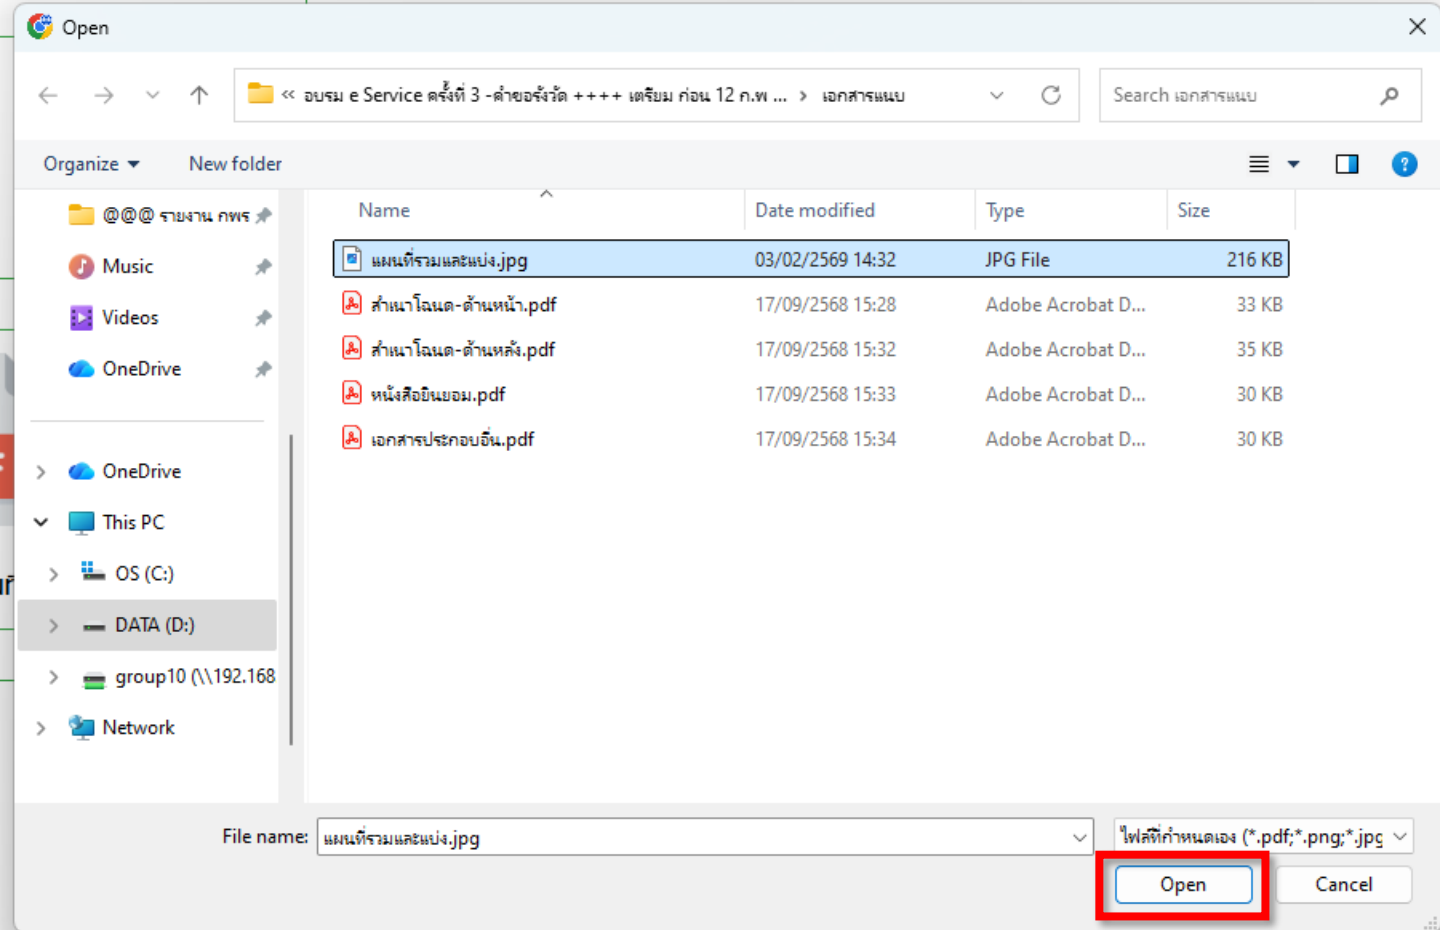 Open
« อบรม e Service ครั้งที่ 3 -คำขอรังวัด ++++ เตรียม ก่อน 12 ก.พ ... › เอกสารแนบ
Search เอกสารแนบ
Organize
New folder
@@@ รายงาน กพร
Music
Videos
OneDrive
OneDrive
This PC
OS (C:)
DATA (D:)
group10 (\\192.168
Network
Name Date modified Type Size
แผนที่รวมและแบ่ง.jpg 03/02/2569 14:32 JPG File 216 KB
สำเนาโฉนด-ด้านหน้า.pdf 17/09/2568 15:28 Adobe Acrobat D... 33 KB
สำเนาโฉนด-ด้านหลัง.pdf 17/09/2568 15:32 Adobe Acrobat D... 35 KB
หนังสือยินยอม.pdf 17/09/2568 15:33 Adobe Acrobat D... 30 KB
เอกสารประกอบอื่น.pdf 17/09/2568 15:34 Adobe Acrobat D... 30 KB
File name: แผนที่รวมและแบ่ง.jpg
ไฟล์ที่กำหนดเอง (*.pdf;*.png;*.jpg
Open
Cancel